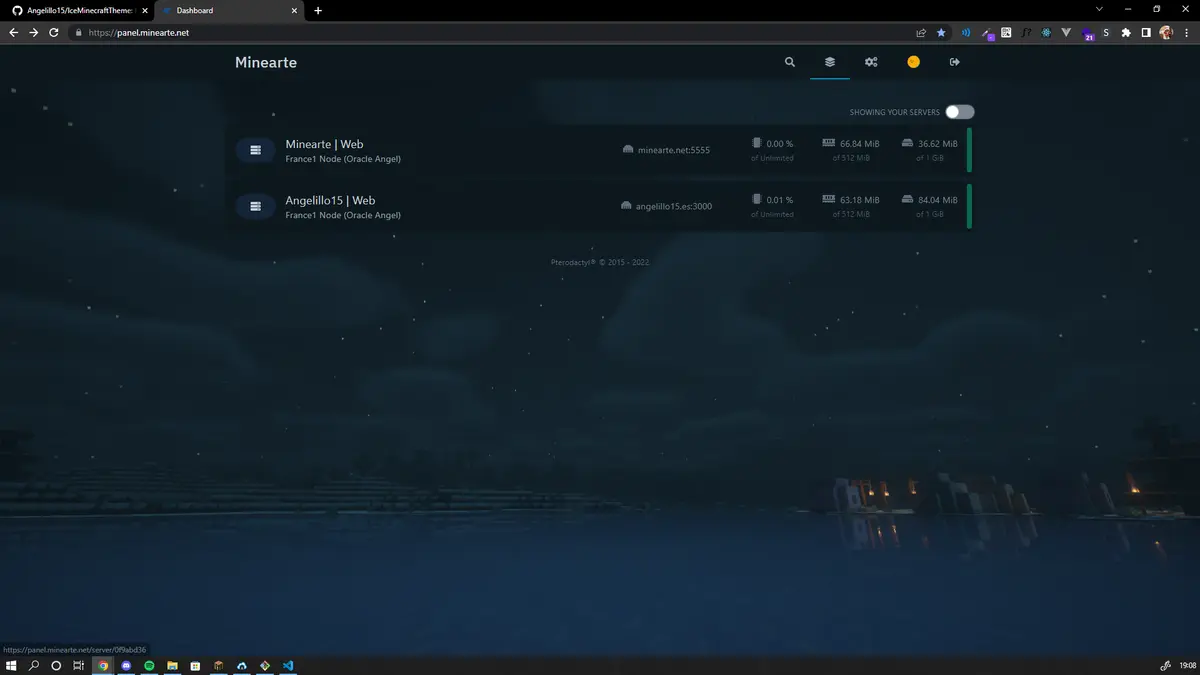 Angelillo15/IceMinecraftTheme:
Dashboard
https://panel.minearte.net
21
Minearte
SHOWING YOUR SERVERS
Minearte | Web
France1 Node (Oracle Angel)
minearte.net:5555
0.00 %
of Unlimited
66.84 MiB
of 512 MiB
36.62 MiB
of 1 GiB
Angelillo15 | Web
France1 Node (Oracle Angel)
angelillo15.es:3000
0.01 %
of Unlimited
63.18 MiB
of 512 MiB
84.04 MiB
of 1 GiB
Pterodactyl® © 2015 - 2022
https://panel.minearte.net/server/0f9abd36
19:08